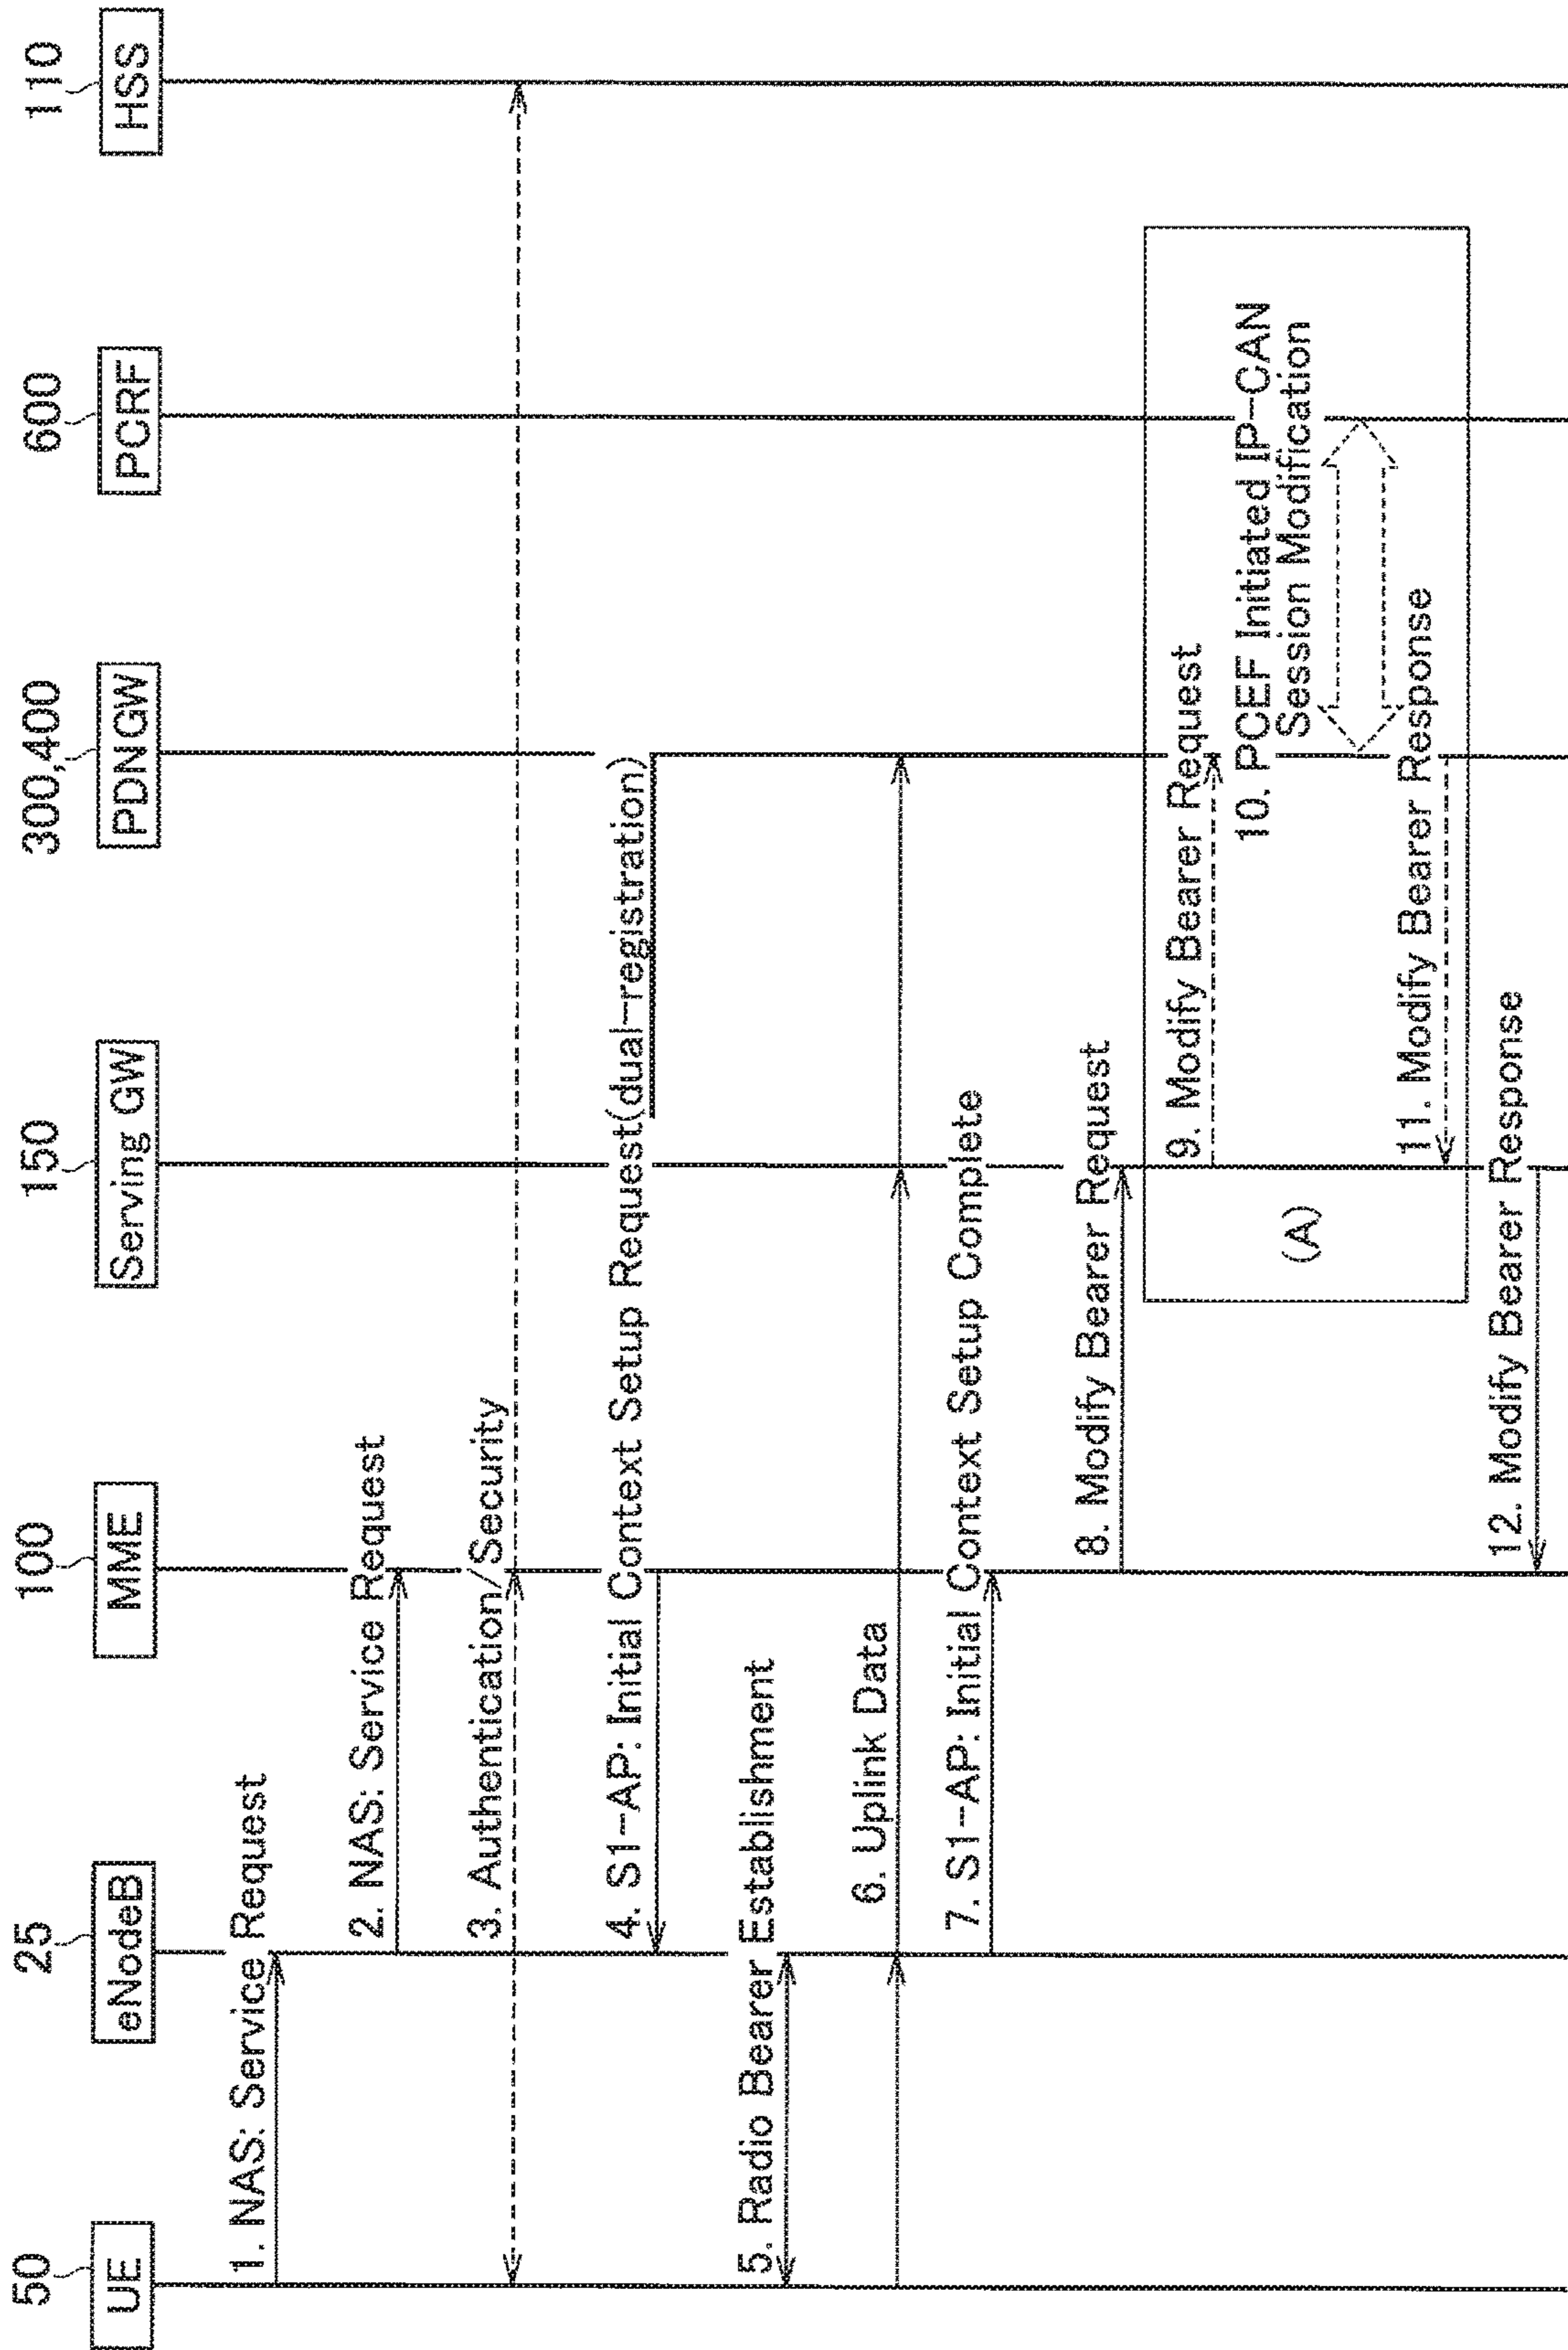 50
25
100
150
300,400
600
110
UE
eNodeB
MME
Serving GW
PDNGW
PCRF
HSS
1. NAS: Service Request
2. NAS: Service Request
3. Authentication/Security
4. S1-AP: Initial Context Setup Request(dual-registration)
5. Radio Bearer Establishment
6. Uplink Data
7. S1-AP: Initial Context Setup Complete
8. Modify Bearer Request
(A)
9. Modify Bearer Request
10. PCEF Initiated IP-CAN
Session Modification
11. Modify Bearer Response
12. Modify Bearer Response